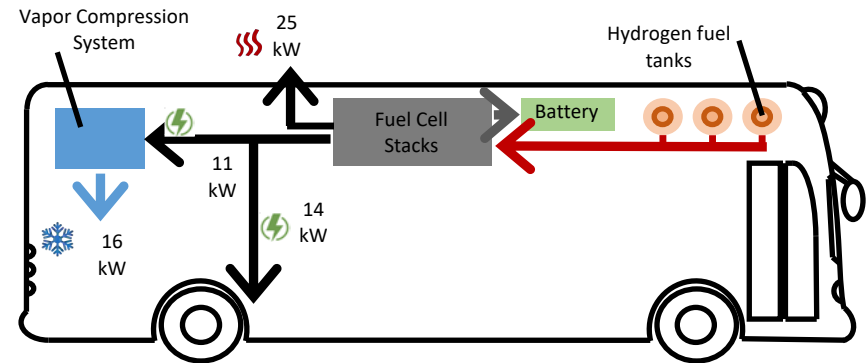 Vapor Compression
System
25
kW
Hydrogen fuel
tanks
Fuel Cell
Stacks
Battery
11
kW
14
kW
16
kW